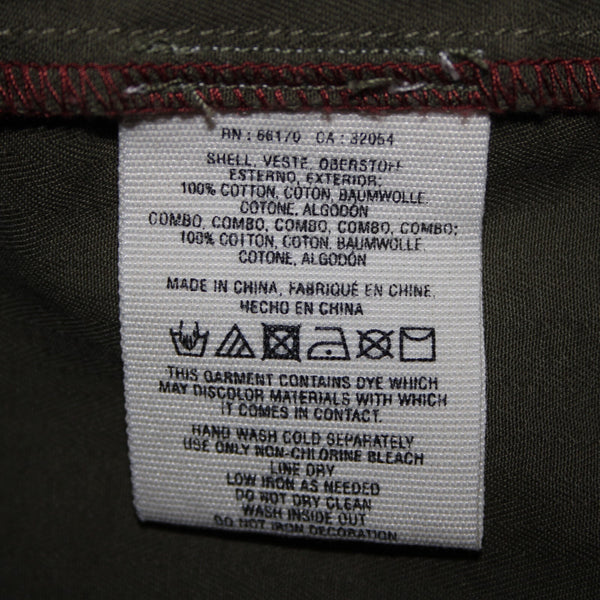 RN : 66170 CA : 32054
SHELL, VESTE, OBERSTOFF
ESTERNO, EXTERIOR:
100% COTTON, COTON, BAUMWOLLE,
COTONE, ALGODÓN
COMBO, COMBO, COMBO, COMBO, COMBO:
100% COTTON, COTON, BAUMWOLLE
COTONE, ALGODÓN
MADE IN CHINA, FABRIQUÉ EN CHINE,
HECHO EN CHINA
THIS GARMENT CONTAINS DYE WHICH
MAY DISCOLOR MATERIALS WITH WHICH
IT COMES IN CONTACT.
HAND WASH COLD SEPARATELY
USE ONLY NON-CHLORINE BLEACH
LINE DRY
LOW IRON AS NEEDED
DO NOT DRY CLEAN
WASH INSIDE OUT
DO NOT IRON DECORATION